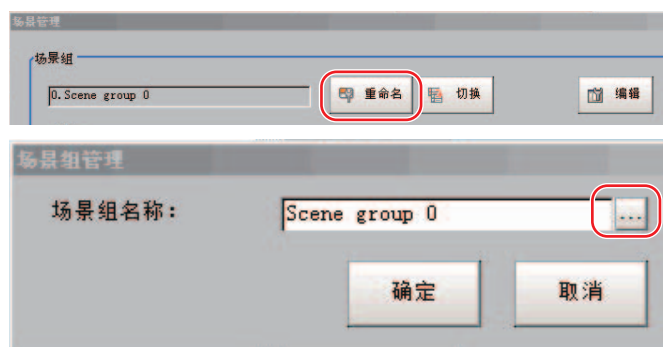 场景管理
场景组
0.Scene group 0 重命名 切换 编辑
场景组管理
场景组名称： Scene group 0 ...
确定 取消